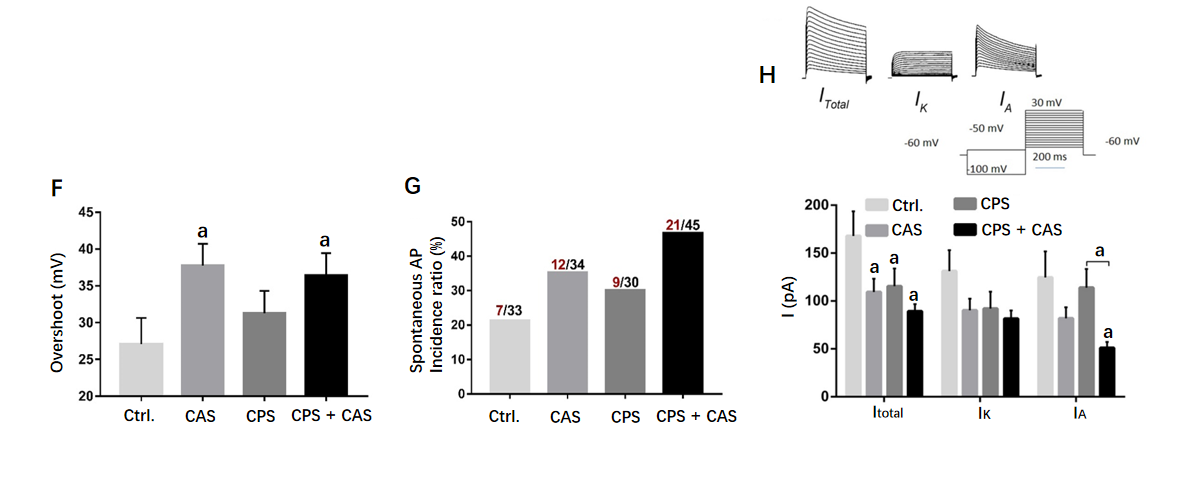 F
Overshoot (mV)
45
40
35
30
25
20
a
a
Ctrl.
CAS
CPS
CPS + CAS
G
Spontaneous AP
Incidence ratio (%)
50
40
30
20
10
0
7/33
12/34
9/30
21/45
Ctrl.
CAS
CPS
CPS + CAS
H
ITotal
IK
IA
30 mV
-50 mV
-60 mV
-60 mV
200 ms
-100 mV
I (pA)
200
150
100
50
0
Ctrl.
CPS
CAS
CPS + CAS
a
a
a
a
a
Itotal
IK
IA